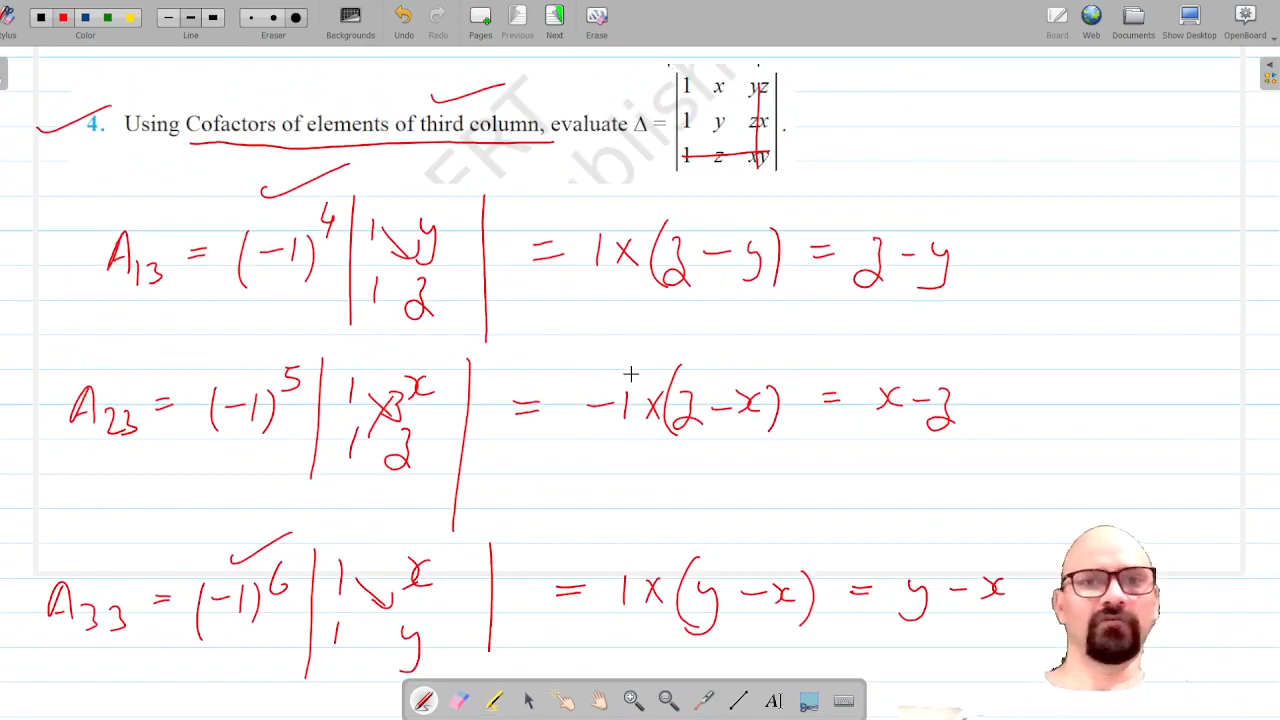 Stylus Color Line Eraser Backgrounds Undo Redo Pages Previous Next Erase Board Web Documents Show Desktop OpenBoard
4. Using Cofactors of elements of third column, evaluate Δ = | 1 x yz |
| 1 y zx | .
| 1 z xy |
A13 = (-1)^4 | 1 y | = 1×(z-y) = z-y
| 1 z |
A23 = (-1)^5 | 1 x | = -1×(z-x) = x-z
| 1 z |
A33 = (-1)^6 | 1 x | = 1×(y-x) = y-x
| 1 y |